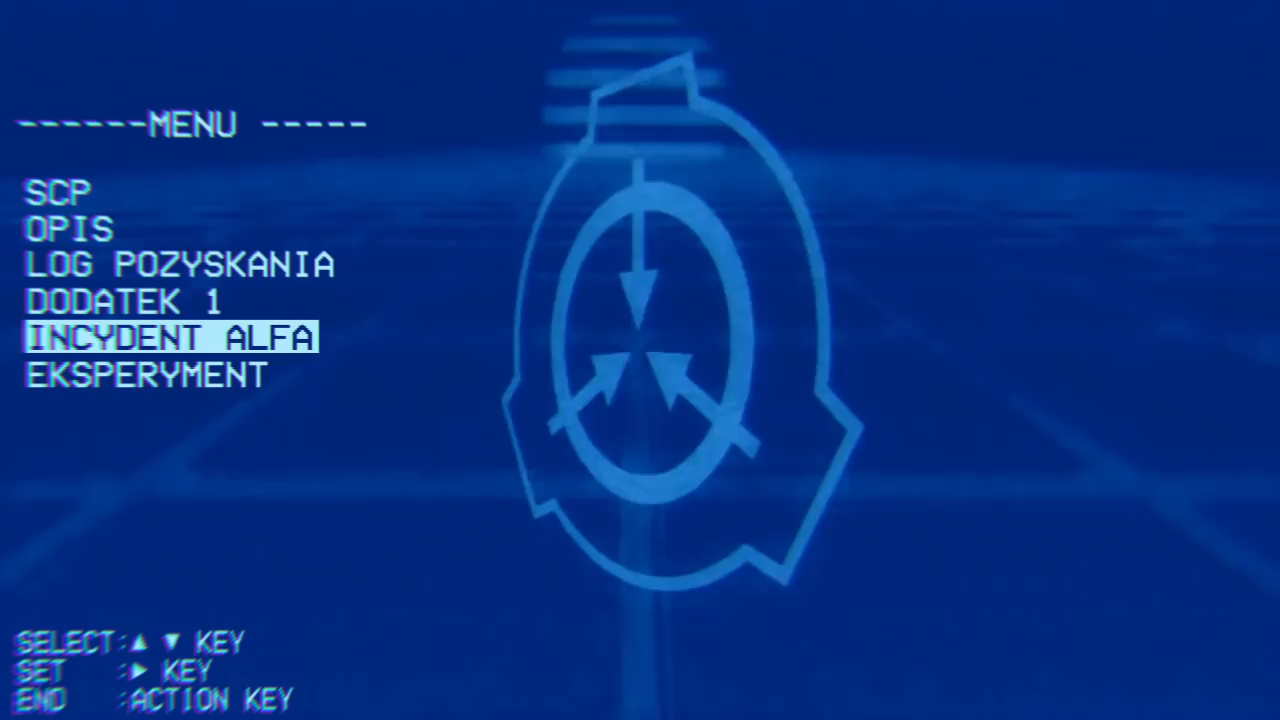 ------MENU -----
SCP
OPIS
LOG POZYSKANIA
DODATEK 1
INCYDENT ALFA
EKSPERYMENT
SELECT:▲ ▼ KEY
SET   :► KEY
END   :ACTION KEY